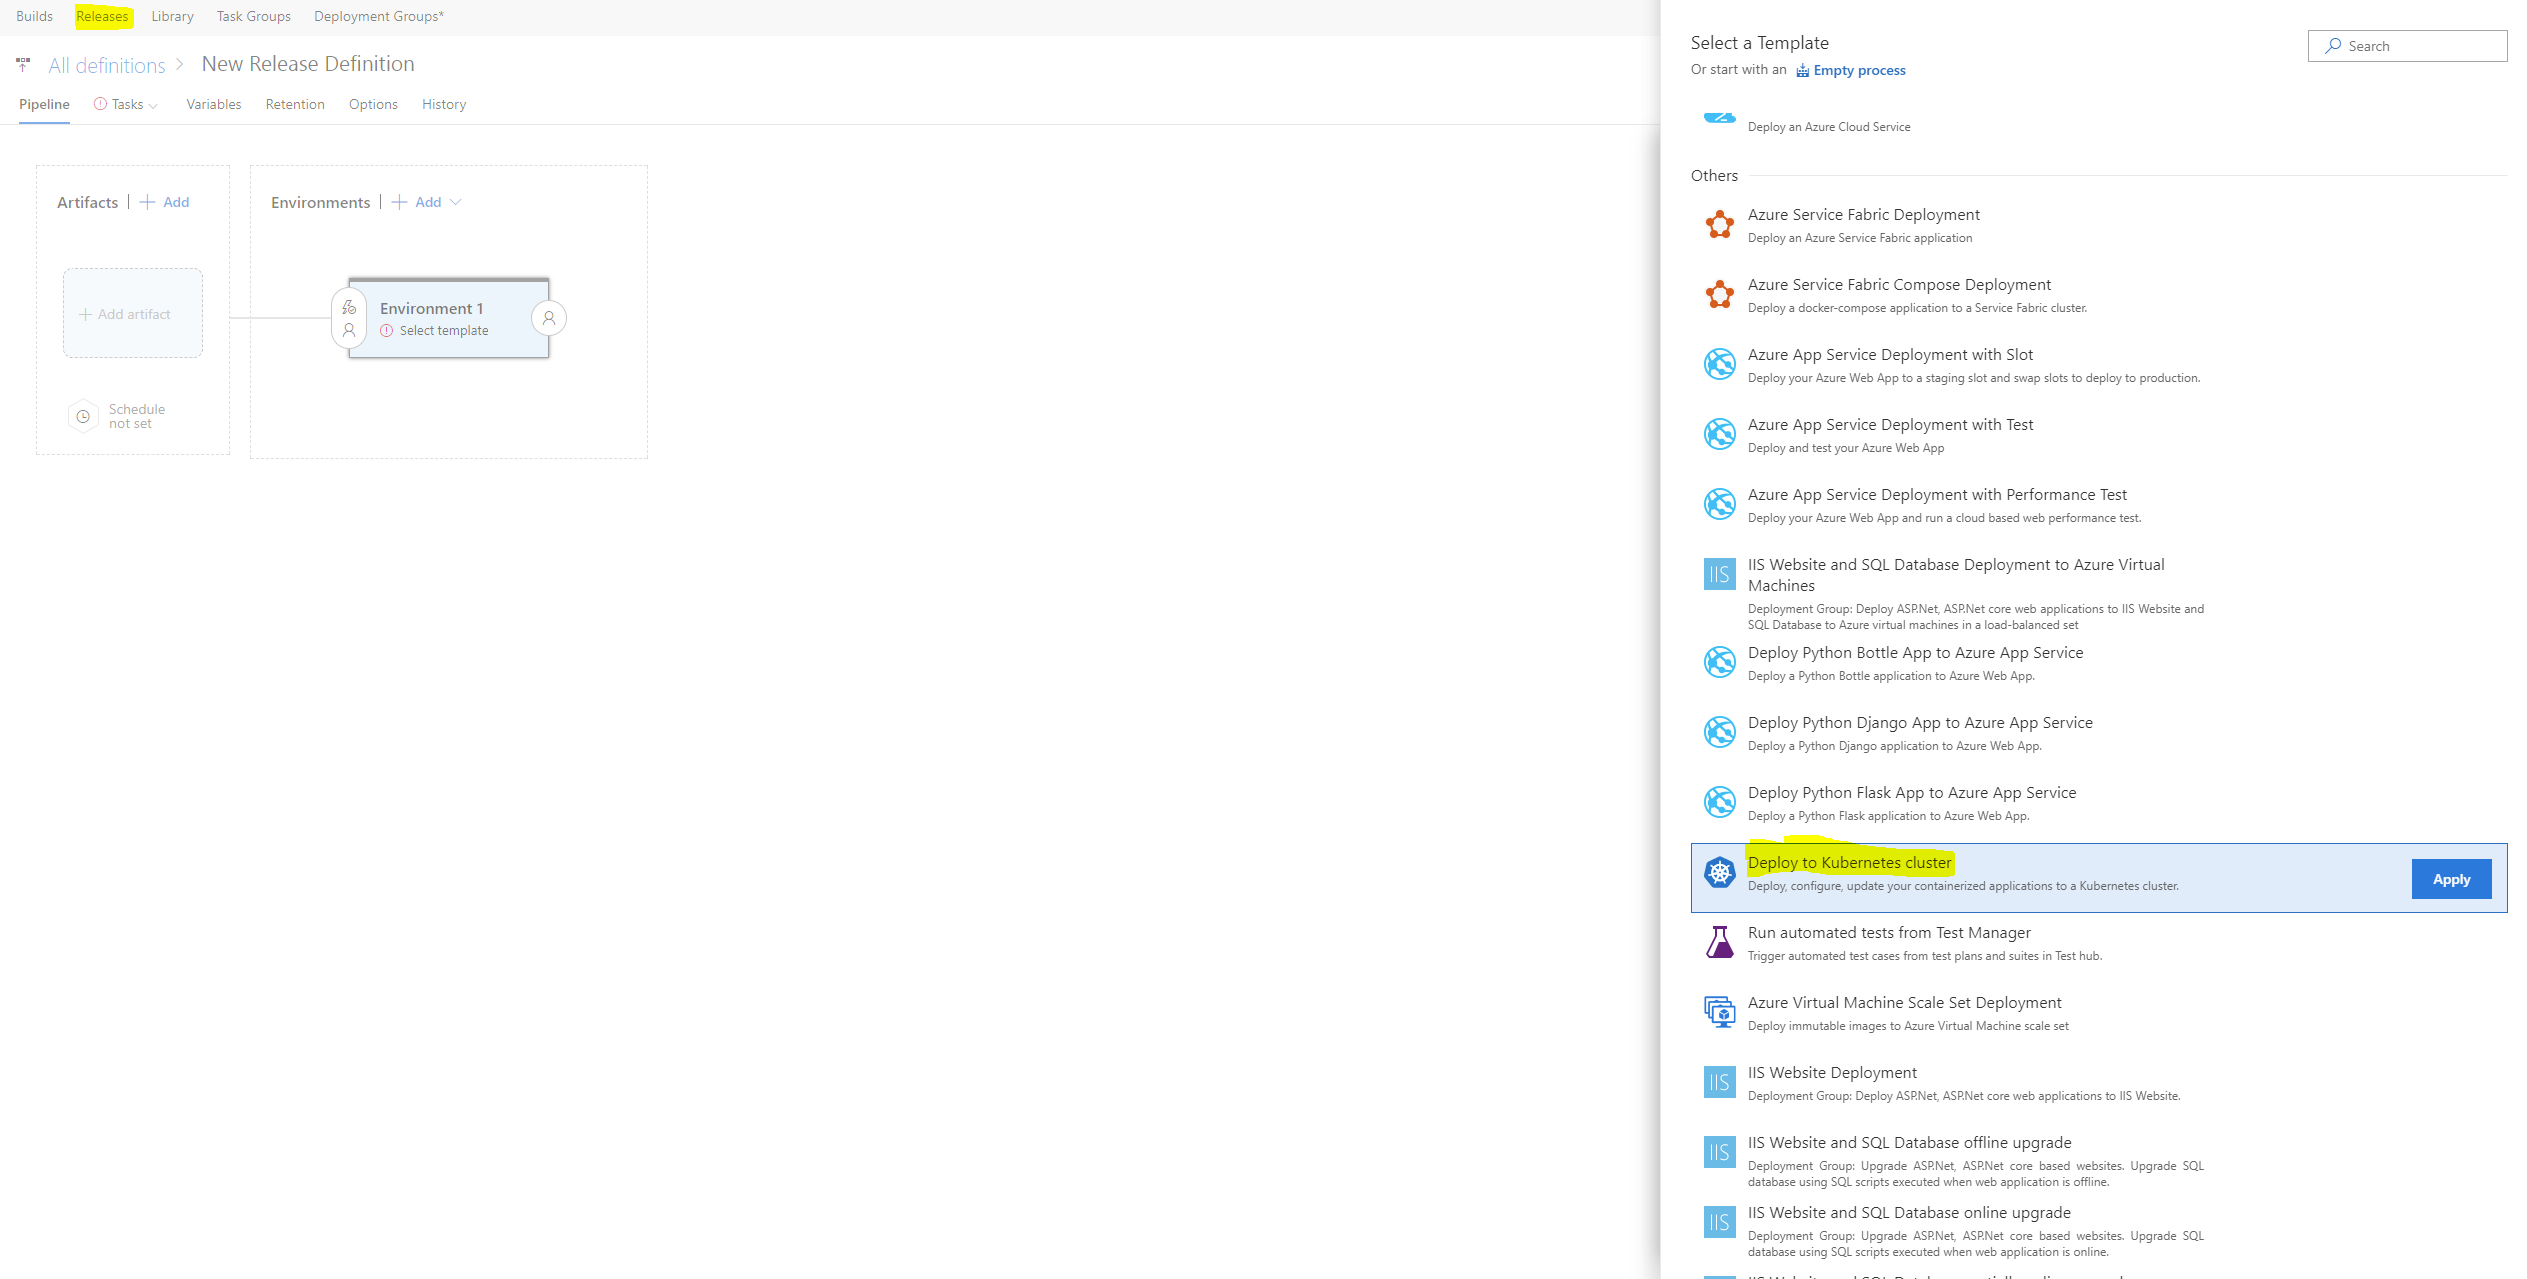 Builds Releases Library Task Groups Deployment Groups*
All definitions > New Release Definition
Pipeline Tasks Variables Retention Options History
Artifacts | + Add
Environments | + Add
+ Add artifact
Environment 1
Select template
Schedule
not set
Select a Template
Or start with an Empty process
Search
Deploy an Azure Cloud Service
Others
Azure Service Fabric Deployment
Deploy an Azure Service Fabric application
Azure Service Fabric Compose Deployment
Deploy a docker-compose application to a Service Fabric cluster.
Azure App Service Deployment with Slot
Deploy your Azure Web App to a staging slot and swap slots to deploy to production.
Azure App Service Deployment with Test
Deploy and test your Azure Web App
Azure App Service Deployment with Performance Test
Deploy your Azure Web App and run a cloud based web performance test.
IIS
IIS Website and SQL Database Deployment to Azure Virtual
Machines
Deployment Group: Deploy ASP.Net, ASP.Net core web applications to IIS Website and
SQL Database to Azure virtual machines in a load-balanced set
Deploy Python Bottle App to Azure App Service
Deploy a Python Bottle application to Azure Web App.
Deploy Python Django App to Azure App Service
Deploy a Python Django application to Azure Web App.
Deploy Python Flask App to Azure App Service
Deploy a Python Flask application to Azure Web App.
Deploy to Kubernetes cluster
Deploy, configure, update your containerized applications to a Kubernetes cluster.
Apply
Run automated tests from Test Manager
Trigger automated test cases from test plans and suites in Test hub.
Azure Virtual Machine Scale Set Deployment
Deploy immutable images to Azure Virtual Machine scale set
IIS
IIS Website Deployment
Deployment Group: Deploy ASP.Net, ASP.Net core web applications to IIS Website.
IIS
IIS Website and SQL Database offline upgrade
Deployment Group: Upgrade ASP.Net, ASP.Net core based websites. Upgrade SQL
database using SQL scripts executed when web application is offline.
IIS
IIS Website and SQL Database online upgrade
Deployment Group: Upgrade ASP.Net, ASP.Net core based websites. Upgrade SQL
database using SQL scripts executed when web application is online.